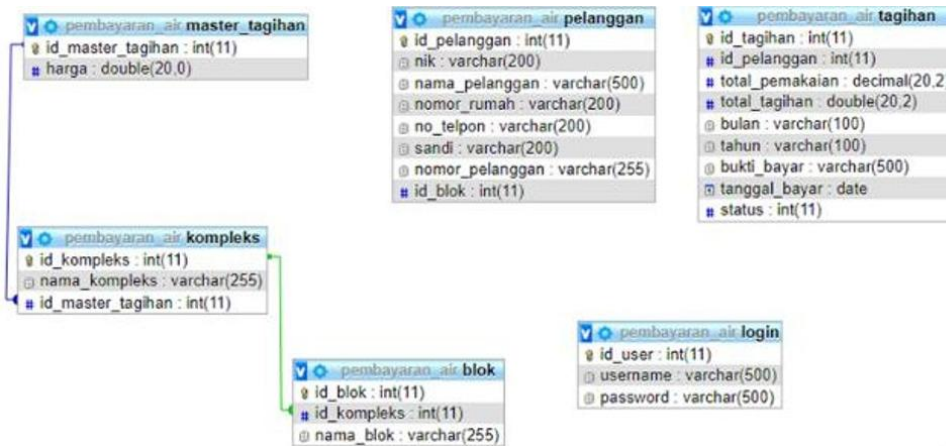 pembayaran_air master_tagihan
id_master_tagihan : int(11)
harga : double(20,0)
pembayaran_air pelanggan
id_pelanggan : int(11)
nik : varchar(200)
nama_pelanggan : varchar(500)
nomor_rumah : varchar(200)
no_telpon : varchar(200)
sandi : varchar(200)
nomor_pelanggan : varchar(255)
id_blok : int(11)
pembayaran_air tagihan
id_tagihan : int(11)
id_pelanggan : int(11)
total_pemakaian : decimal(20,2
total_tagihan : double(20,2)
bulan : varchar(100)
tahun : varchar(100)
bukti_bayar : varchar(500)
tanggal_bayar : date
status : int(11)
pembayaran_air kompleks
id_kompleks : int(11)
nama_kompleks : varchar(255)
id_master_tagihan : int(11)
pembayaran_air blok
id_blok : int(11)
id_kompleks : int(11)
nama_blok : varchar(255)
pembayaran_air login
id_user : int(11)
username : varchar(500)
password : varchar(500)